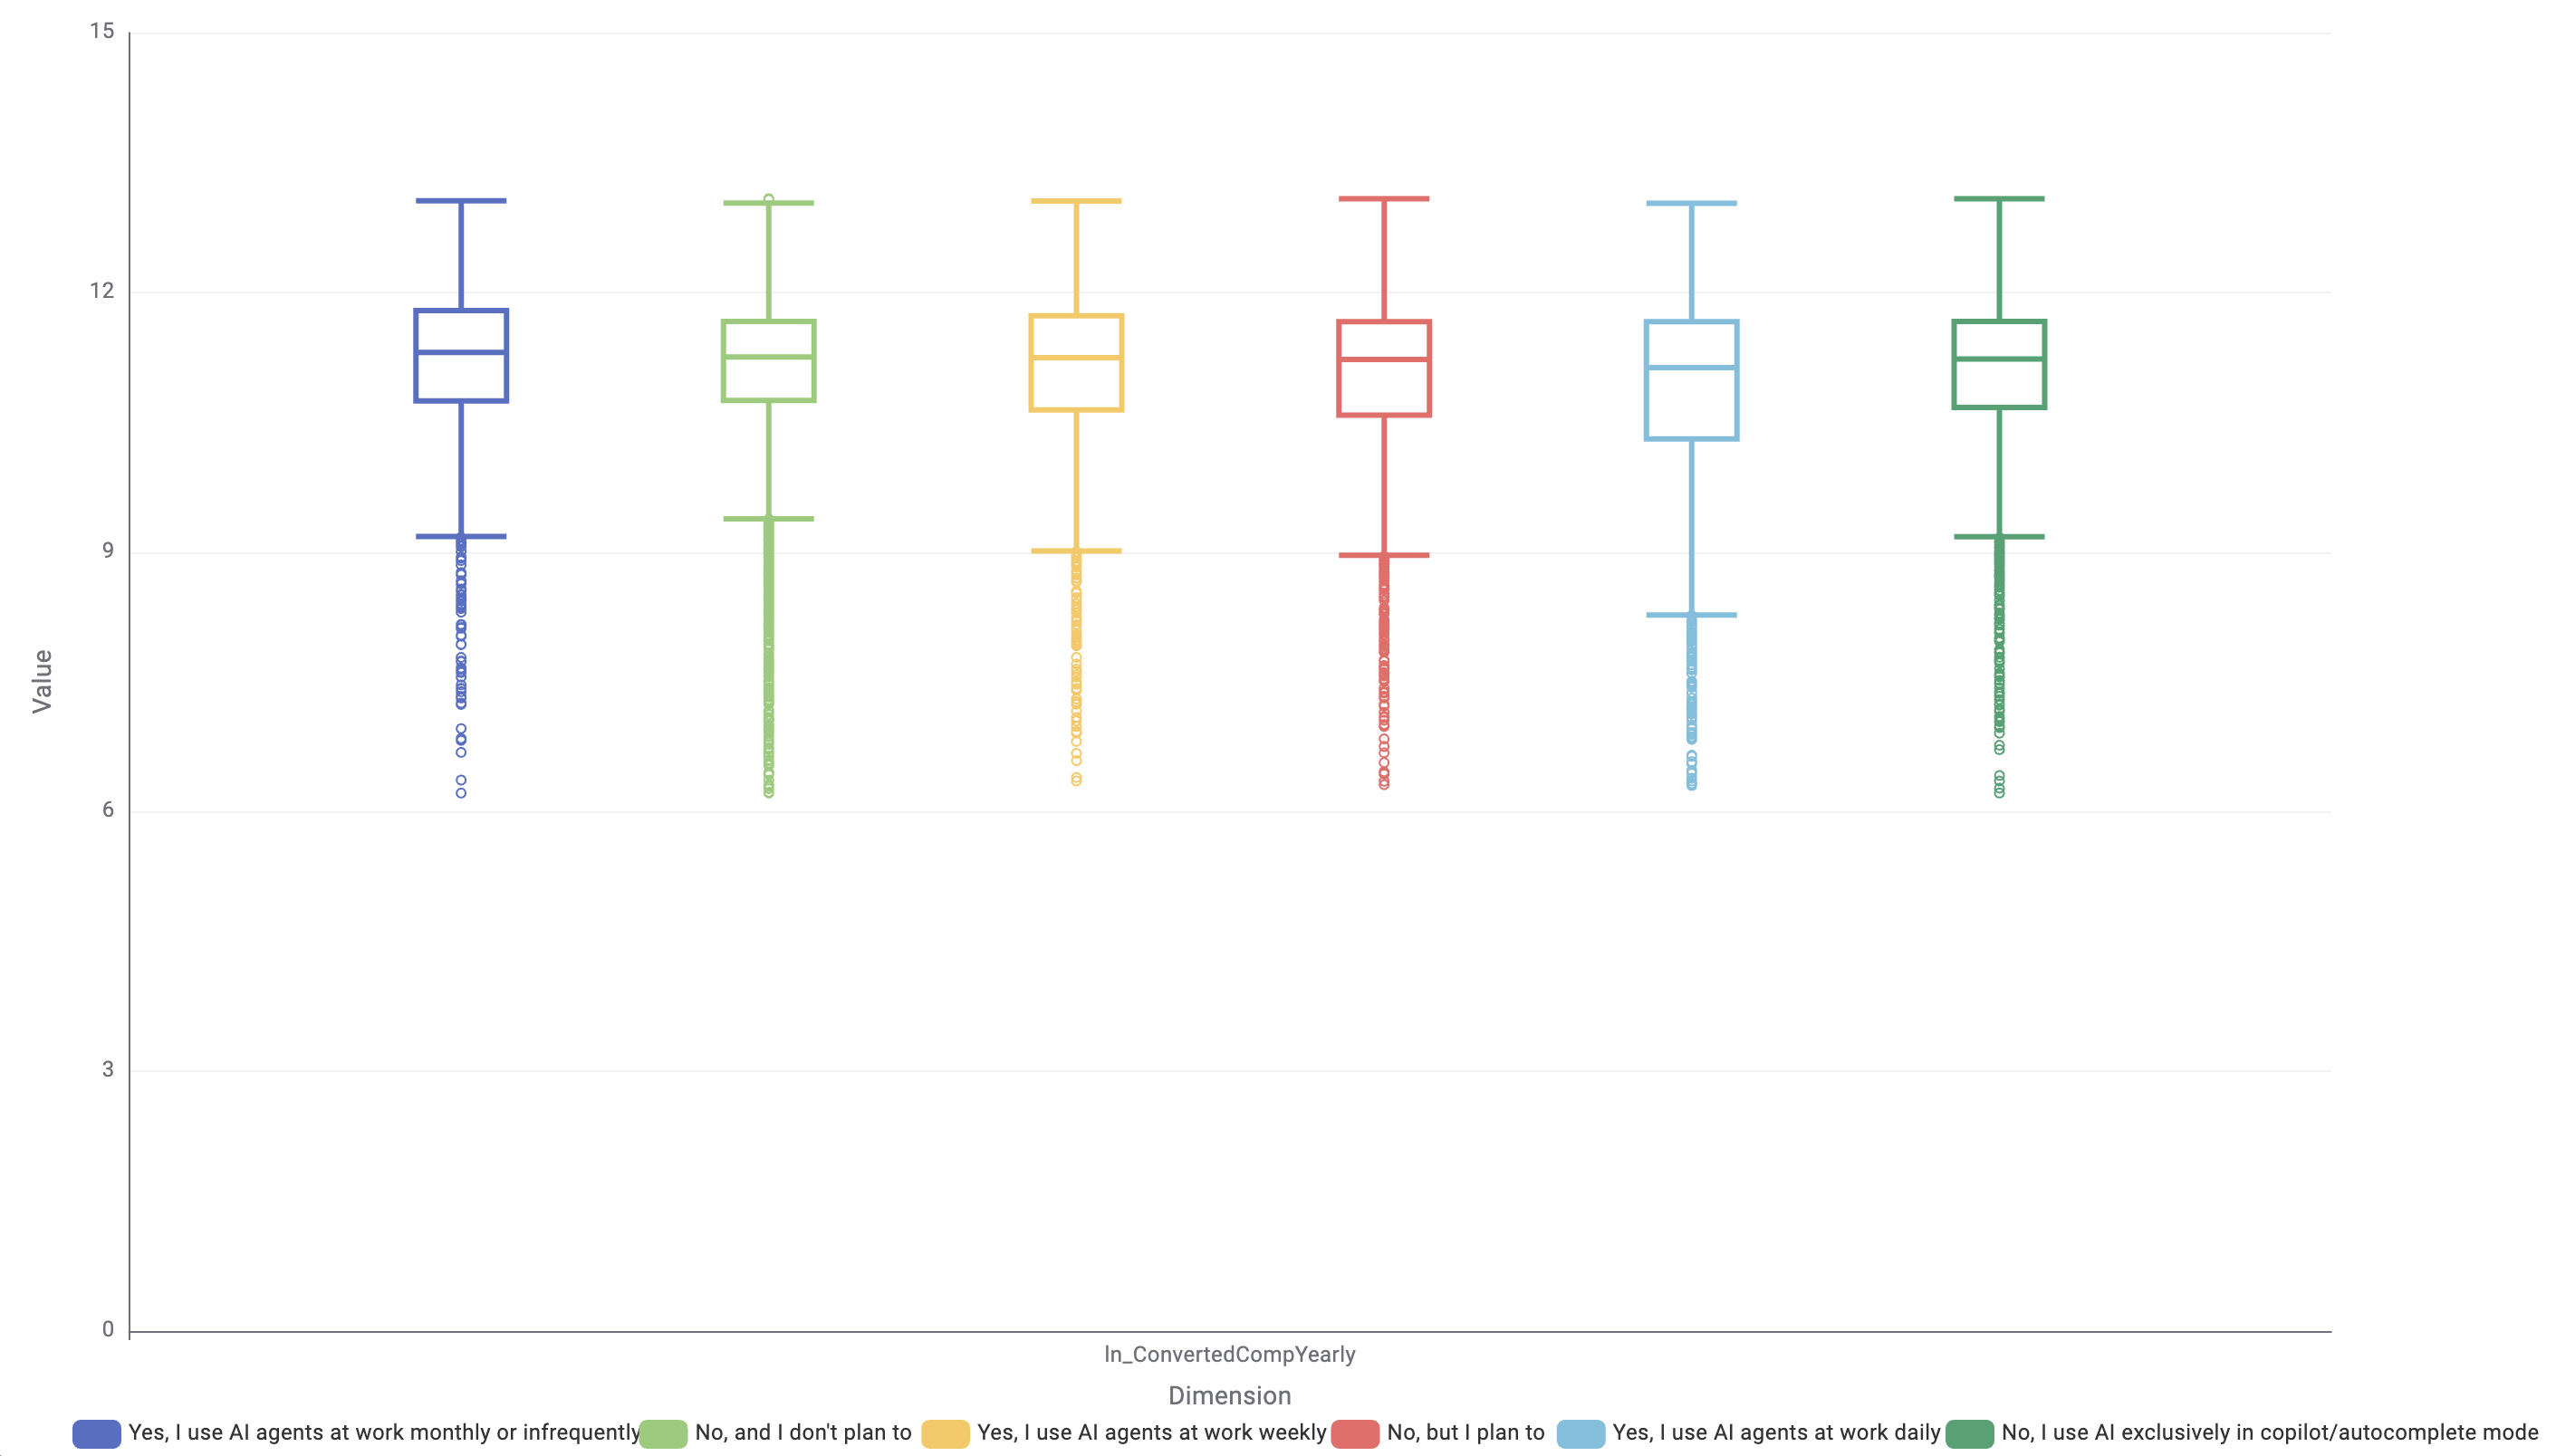 15
12
9
6
3
0
Value
ln_ConvertedCompYearly
Dimension
Yes, I use AI agents at work monthly or infrequently No, and I don't plan to Yes, I use AI agents at work weekly No, but I plan to Yes, I use AI agents at work daily No, I use AI exclusively in copilot/autocomplete mode